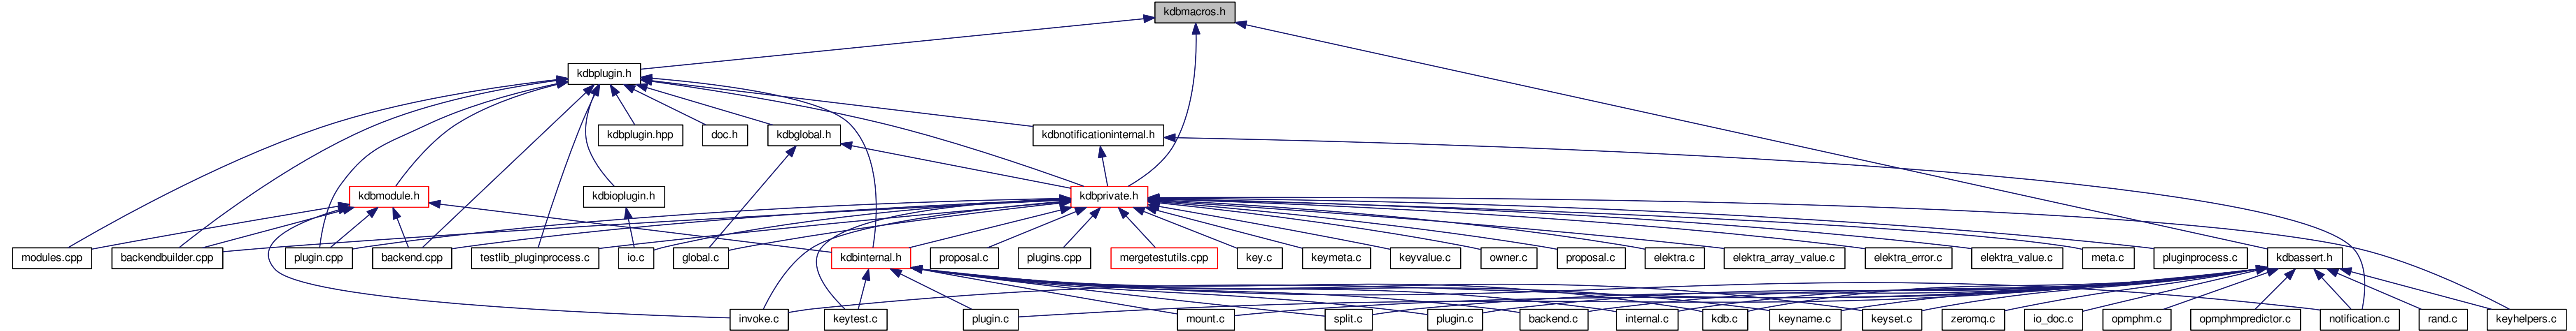 kdbmacros.h
kdbplugin.h
kdbplugin.hpp
doc.h
kdbglobal.h
kdbnotificationinternal.h
kdbmodule.h
kdbioplugin.h
kdbprivate.h
modules.cpp
backendbuilder.cpp
plugin.cpp
backend.cpp
testlib_pluginprocess.c
io.c
global.c
kdbinternal.h
proposal.c
plugins.cpp
mergetestutils.cpp
key.c
keymeta.c
keyvalue.c
owner.c
proposal.c
elektra.c
elektra_array_value.c
elektra_error.c
elektra_value.c
meta.c
pluginprocess.c
kdbassert.h
invoke.c
keytest.c
plugin.c
mount.c
split.c
plugin.c
backend.c
internal.c
kdb.c
keyname.c
keyset.c
zeromq.c
io_doc.c
opmphm.c
opmphmpredictor.c
notification.c
rand.c
keyhelpers.c